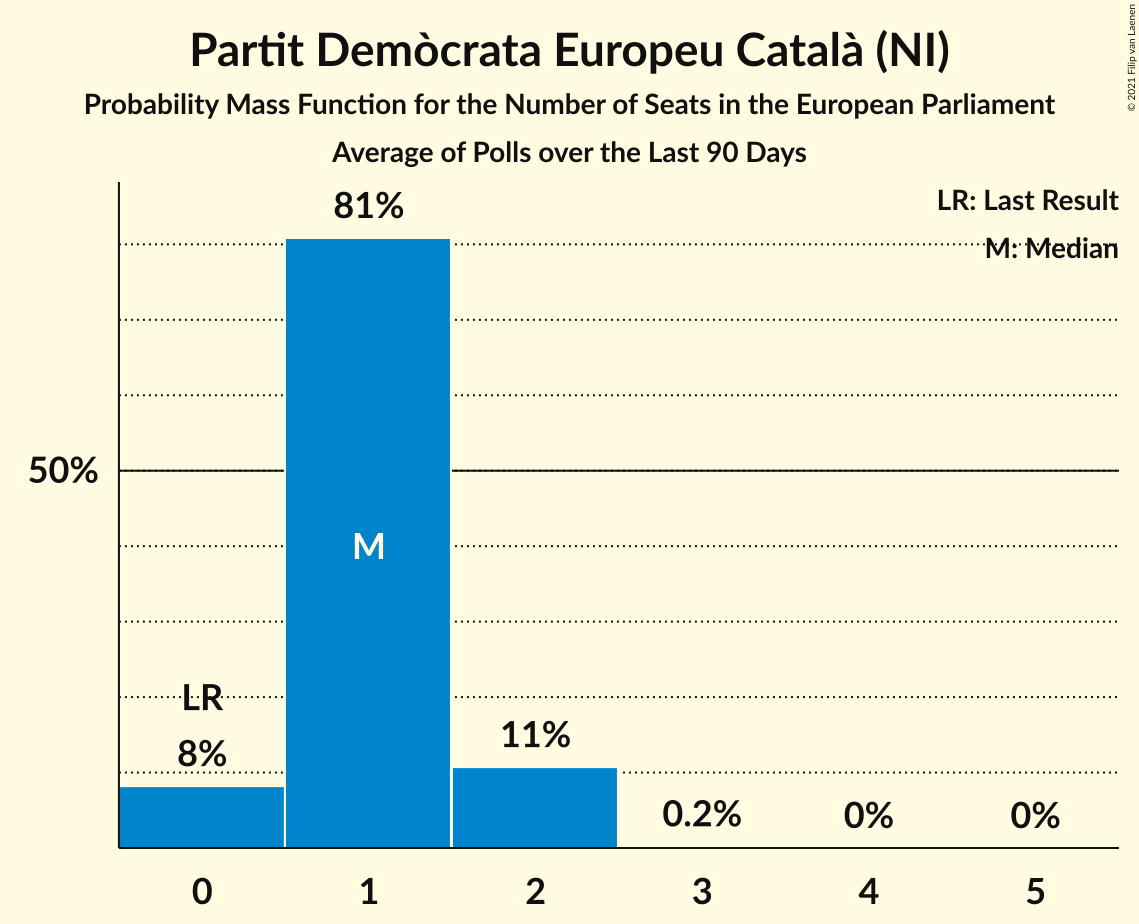 Partit Demòcrata Europeu Català (NI)
Probability Mass Function for the Number of Seats in the European Parliament
Average of Polls over the Last 90 Days
© 2021 Filip van Laenen
LR: Last Result
M: Median
81%
50%
M
LR
8%
11%
0.2%
0%
0%
0 1 2 3 4 5